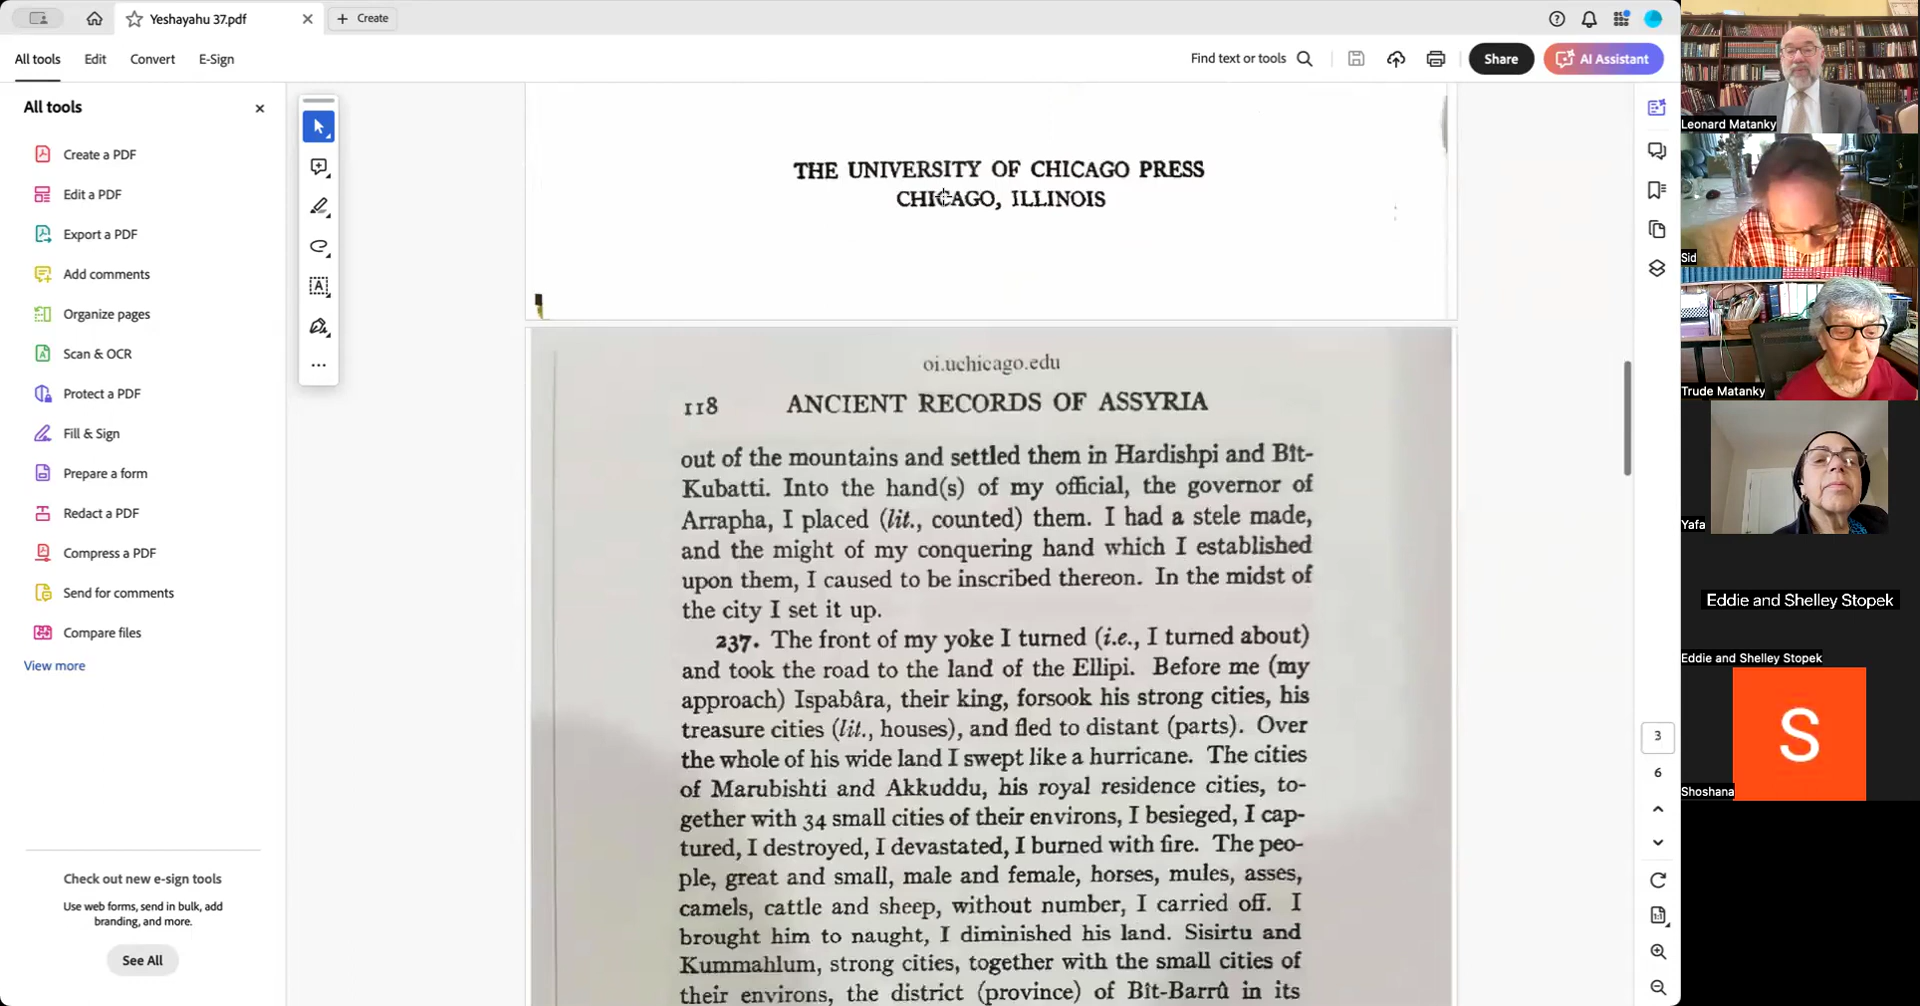 Yeshayahu 37.pdf
Create
All tools
Edit
Convert
E-Sign
Find text or tools
Share
AI Assistant
All tools
Create a PDF
Edit a PDF
Export a PDF
Add comments
Organize pages
Scan & OCR
Protect a PDF
Fill & Sign
Prepare a form
Redact a PDF
Compress a PDF
Send for comments
Compare files
View more
Check out new e-sign tools
Use web forms, send in bulk, add
branding, and more.
See All
THE UNIVERSITY OF CHICAGO PRESS
CHICAGO, ILLINOIS
oi.uchicago.edu
118 ANCIENT RECORDS OF ASSYRIA
out of the mountains and settled them in Hardishpi and Bît-
Kubatti. Into the hand(s) of my official, the governor of
Arrapha, I placed (lit., counted) them. I had a stele made,
and the might of my conquering hand which I established
upon them, I caused to be inscribed thereon. In the midst of
the city I set it up.
237. The front of my yoke I turned (i.e., I turned about)
and took the road to the land of the Ellipi. Before me (my
approach) Ispabâra, their king, forsook his strong cities, his
treasure cities (lit., houses), and fled to distant (parts). Over
the whole of his wide land I swept like a hurricane. The cities
of Marubishti and Akkuddu, his royal residence cities, to-
gether with 34 small cities of their environs, I besieged, I cap-
tured, I destroyed, I devastated, I burned with fire. The peo-
ple, great and small, male and female, horses, mules, asses,
camels, cattle and sheep, without number, I carried off. I
brought him to naught, I diminished his land. Sisirtu and
Kummahlum, strong cities, together with the small cities of
their environs, the district (province) of Bît-Barrû in its
3
6
Leonard Matanky
Sid
Trude Matanky
Yafa
Eddie and Shelley Stopek
Eddie and Shelley Stopek
S
Shoshana